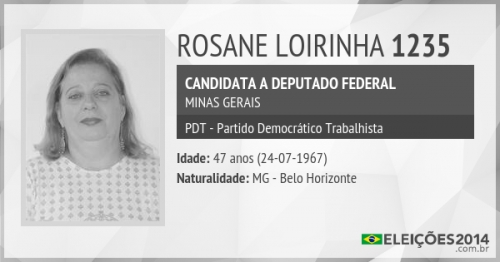 ROSANE LOIRINHA 1235
CANDIDATA A DEPUTADO FEDERAL
MINAS GERAIS
PDT - Partido Democrático Trabalhista
Idade: 47 anos (24-07-1967)
Naturalidade: MG - Belo Horizonte
ELEIÇÕES2014
.com.br